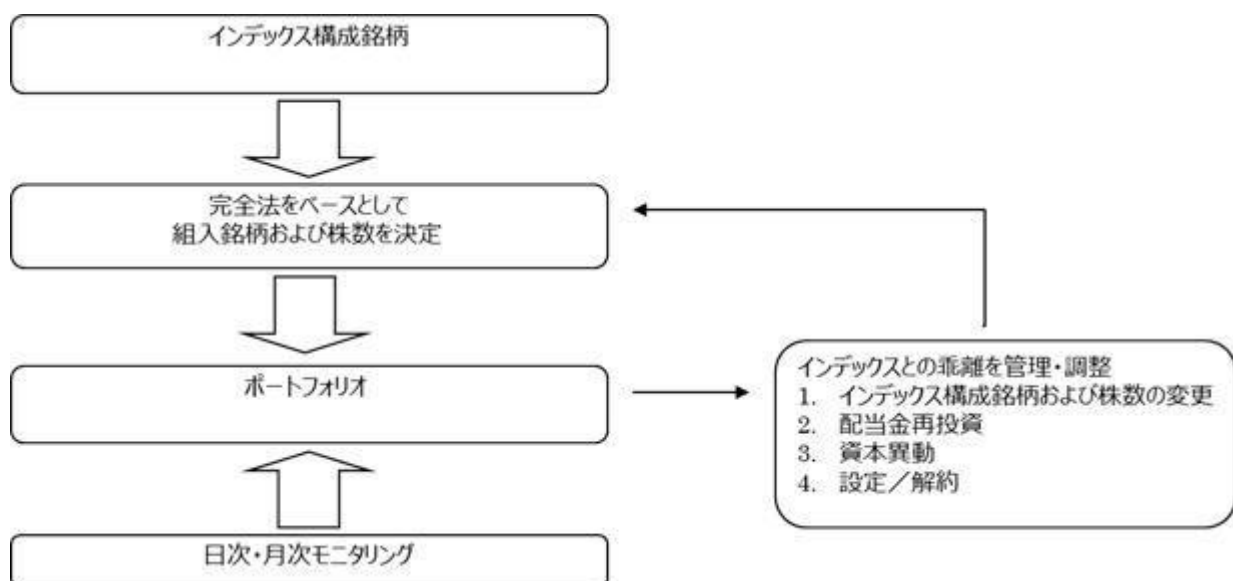 インデックス構成銘柄
完全法をベースとして
組入銘柄および株数を決定
ポートフォリオ
インデックスとの乖離を管理・調整
1. インデックス構成銘柄および株数の変更
2. 配当金再投資
3. 資本異動
4. 設定／解約
日次・月次モニタリング